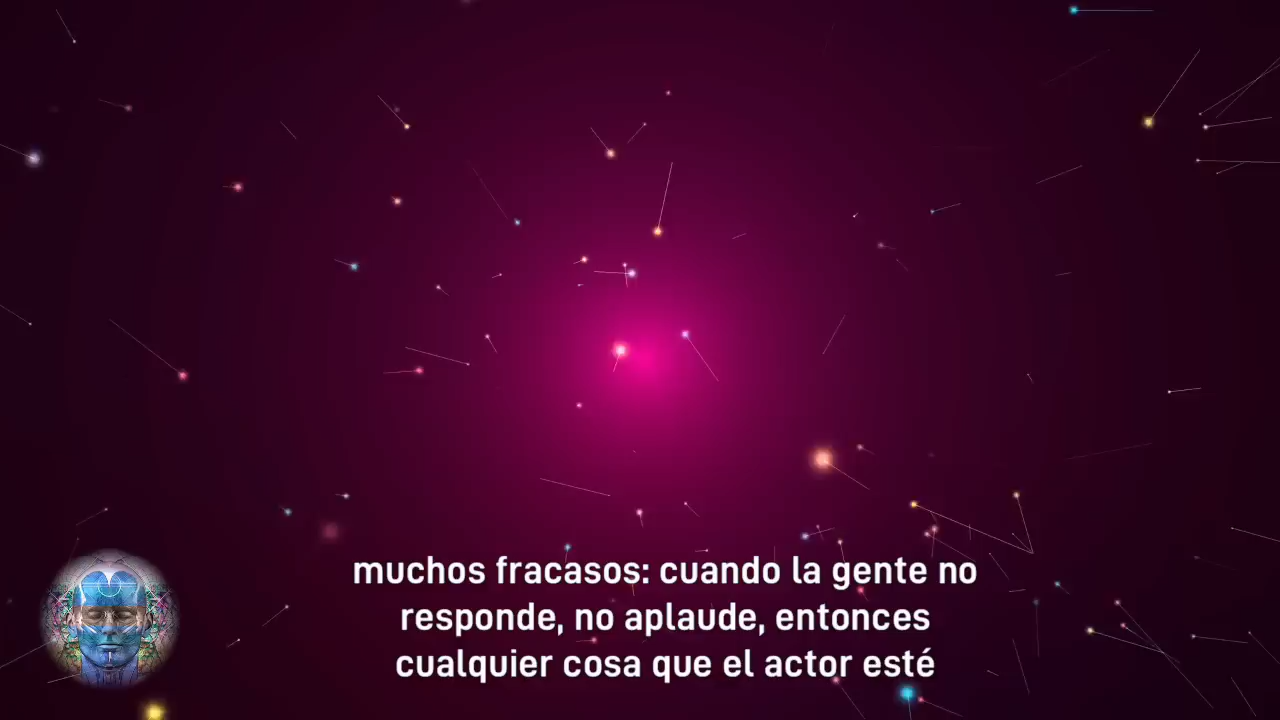 muchos fracasos: cuando la gente no
responde, no aplaude, entonces
cualquier cosa que el actor esté